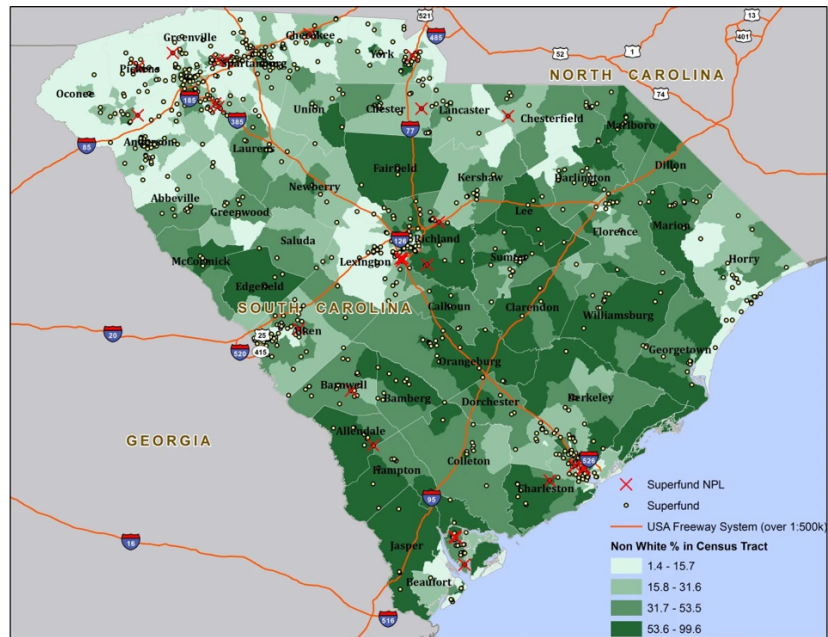 521
13
Greenville
Cherokee
485
401
52
1
York
Pickens
Spartanburg
NORTH CAROLINA
74
Oconee
185
385
Union
Chester
Lancaster
Chesterfield
Marlboro
85
Anderson
77
Laurens
Dillon
Fairfield
Kershaw
Darlington
Newberry
Abbeville
Greenwood
Lee
Marion
126
Richland
Florence
Saluda
Horry
McCormick
Lexington
Sumter
Edgefield
SOUTH CAROLINA
Calhoun
Clarendon
Williamsburg
20
25
Aiken
520
415
Georgetown
Orangeburg
Barnwell
Bamberg
Dorchester
Berkeley
GEORGIA
Allendale
526
Hampton
Colleton
Charleston
95
16
Jasper
Beaufort
516
Superfund NPL
Superfund
USA Freeway System (over 1:500k)
Non White % in Census Tract
1.4 - 15.7
15.8 - 31.6
31.7 - 53.5
53.6 - 99.6